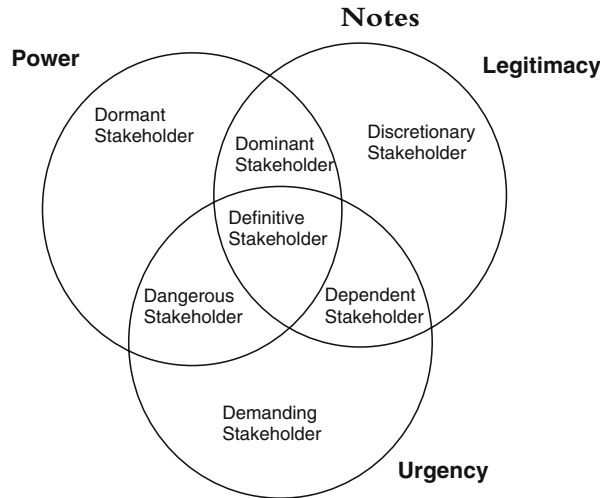 Notes
Power
Legitimacy
Dormant
Stakeholder
Dominant
Stakeholder
Discretionary
Stakeholder
Definitive
Stakeholder
Dangerous
Stakeholder
Dependent
Stakeholder
Demanding
Stakeholder
Urgency